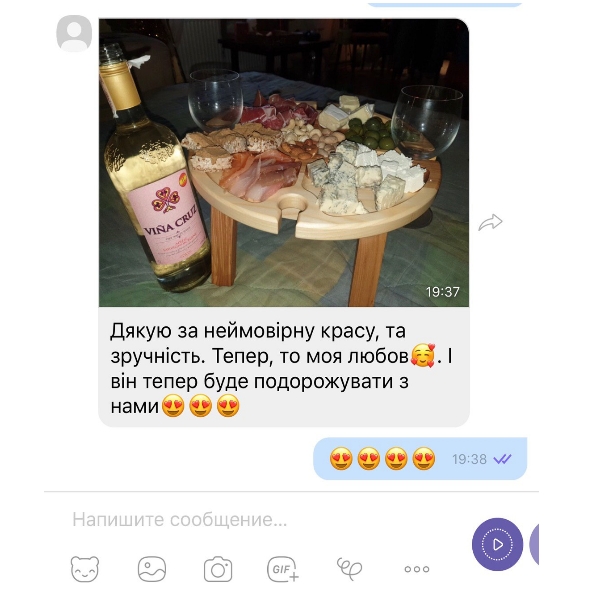 VIÑA CRUZ
19:37
Дякую за неймовірну красу, та
зручність. Тепер, то моя любов🥰. І
він тепер буде подорожувати з
нами😍😍😍
😍😍😍😍 19:38
Напишите сообщение...
GIF